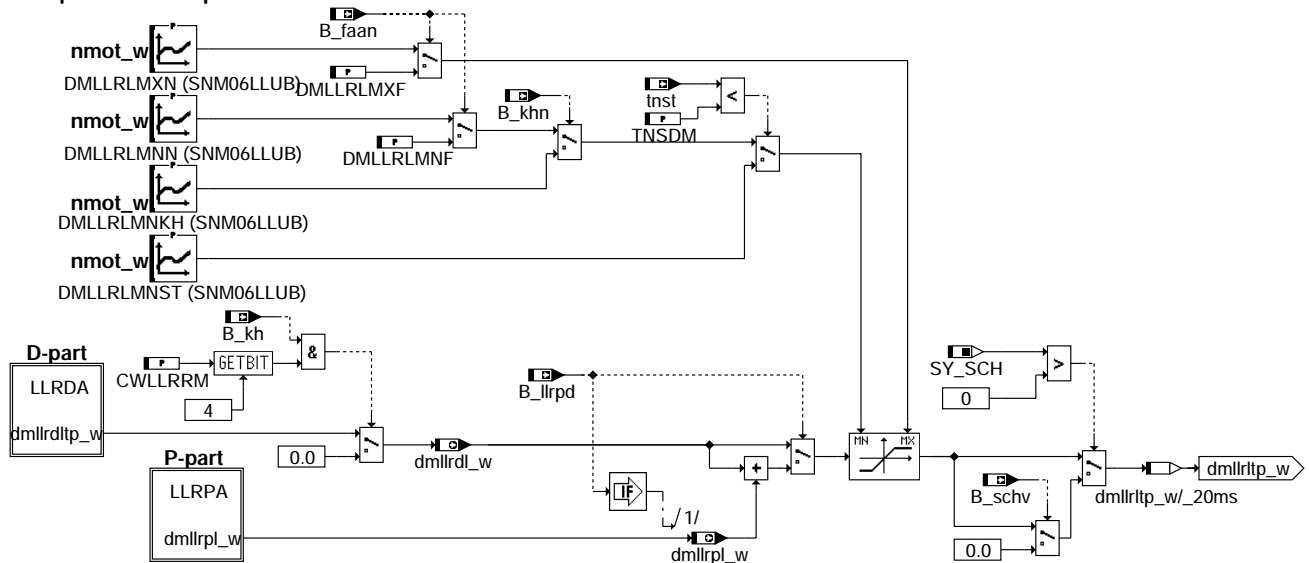 B_faan
nmot_w
P
DMLLRLMXN (SNM06LLUB)
P
DMLLRLMXF
nmot_w
P
DMLLRLMNN (SNM06LLUB)
P
DMLLRLMNF
B_khn
tnst
<
P
TNSDM
nmot_w
P
DMLLRLMNKH (SNM06LLUB)
nmot_w
P
DMLLRLMNST (SNM06LLUB)
B_kh
&
P
CWLLRRM
GETBIT
4
D-part
LLRDA
dmllrdltp_w
0.0
dmllrdl_w
B_llrpd
SY_SCH
>
0
MN
MX
P-part
LLRPA
dmllrpl_w
IF
/1/
+
dmllrpl_w
B_schv
0.0
dmllrltp_w/_20ms
dmllrltp_w